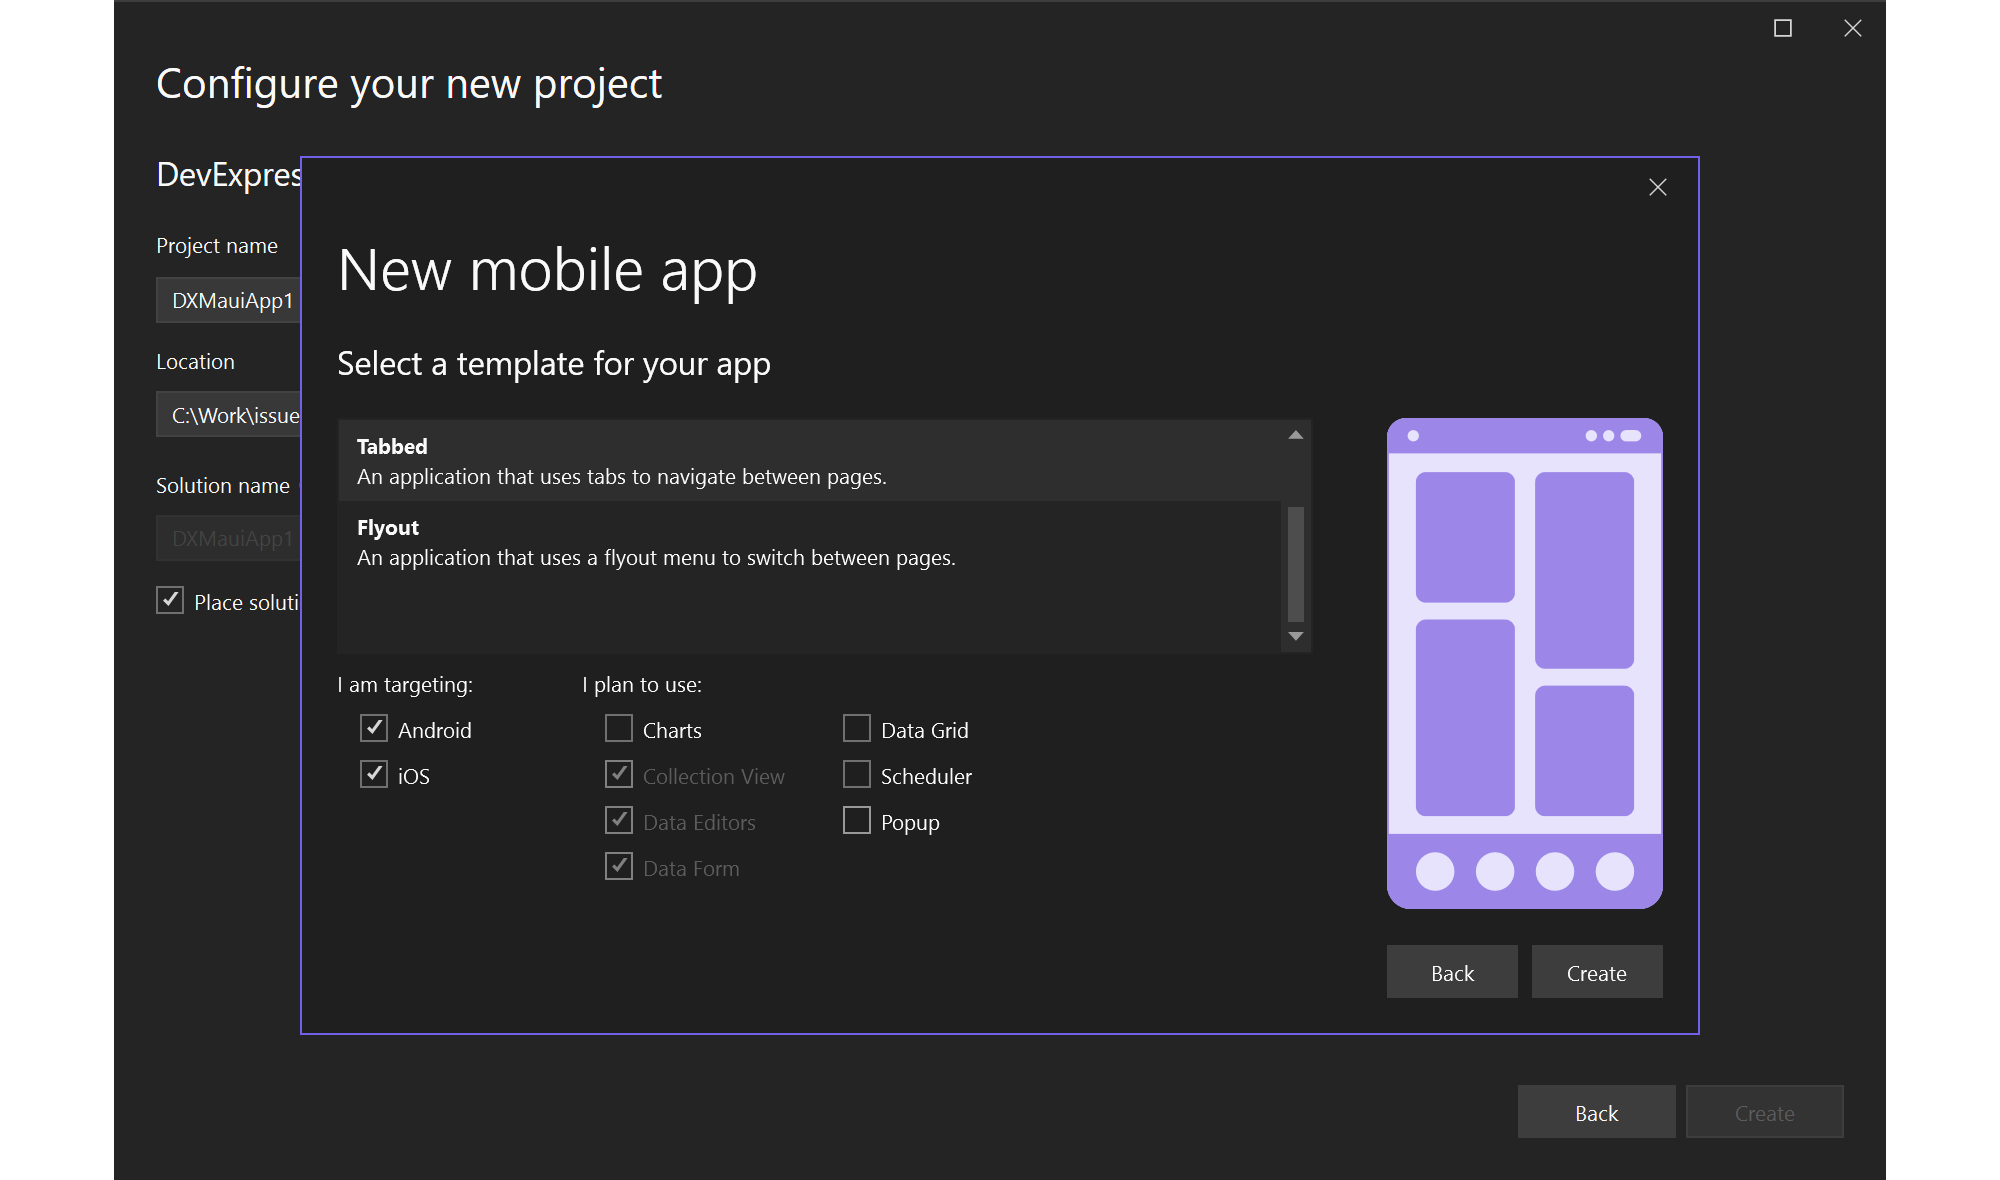 Configure your new project
DevExpres
Project name
DXMauiApp1
Location
C:\Work\issue
Solution name
DXMauiApp1
Place soluti
New mobile app
Select a template for your app
Tabbed
An application that uses tabs to navigate between pages.
Flyout
An application that uses a flyout menu to switch between pages.
I am targeting:
Android
iOS
I plan to use:
Charts
Collection View
Data Editors
Data Form
Data Grid
Scheduler
Popup
Back
Create
Back
Create